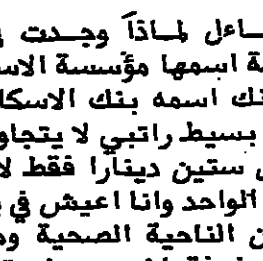 ـاءل لماذا وجدت
ة اسمها مؤسسة الاس
نك اسمه بنك الاسكا
بسيط راتبي لا يتجاو
ستين دينارا فقط لا
الواحد وانا اعيش في
ن الناحية الصحية و